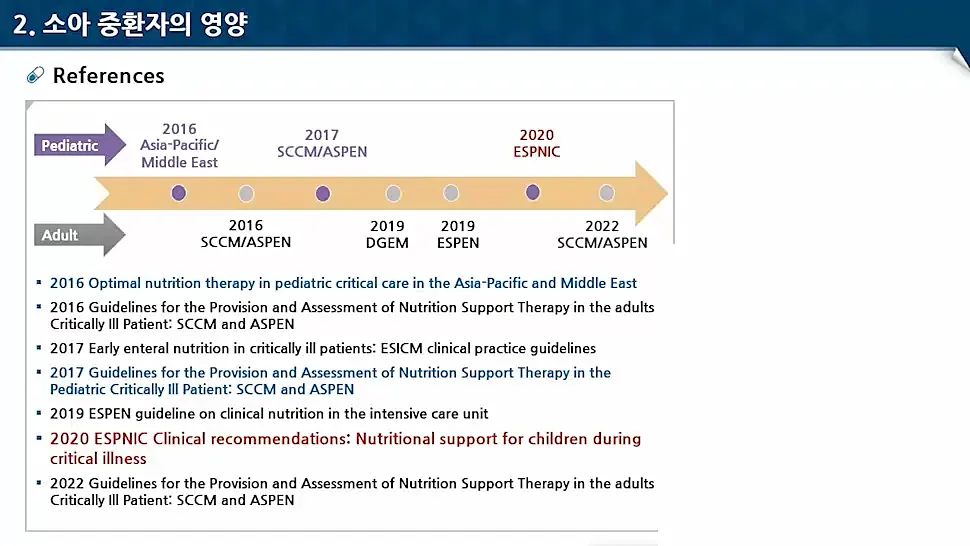 2. 소아 중환자의 영양
References
Pediatric
2016
Asia-Pacific/
Middle East
2017
SCCM/ASPEN
2020
ESPNIC
Adult
2016
SCCM/ASPEN
2019
DGEM
2019
ESPEN
2022
SCCM/ASPEN
▪ 2016 Optimal nutrition therapy in pediatric critical care in the Asia-Pacific and Middle East
▪ 2016 Guidelines for the Provision and Assessment of Nutrition Support Therapy in the adults
Critically Ill Patient: SCCM and ASPEN
▪ 2017 Early enteral nutrition in critically ill patients: ESICM clinical practice guidelines
▪ 2017 Guidelines for the Provision and Assessment of Nutrition Support Therapy in the
Pediatric Critically Ill Patient: SCCM and ASPEN
▪ 2019 ESPEN guideline on clinical nutrition in the intensive care unit
▪ 2020 ESPNIC Clinical recommendations: Nutritional support for children during
critical illness
▪ 2022 Guidelines for the Provision and Assessment of Nutrition Support Therapy in the adults
Critically Ill Patient: SCCM and ASPEN